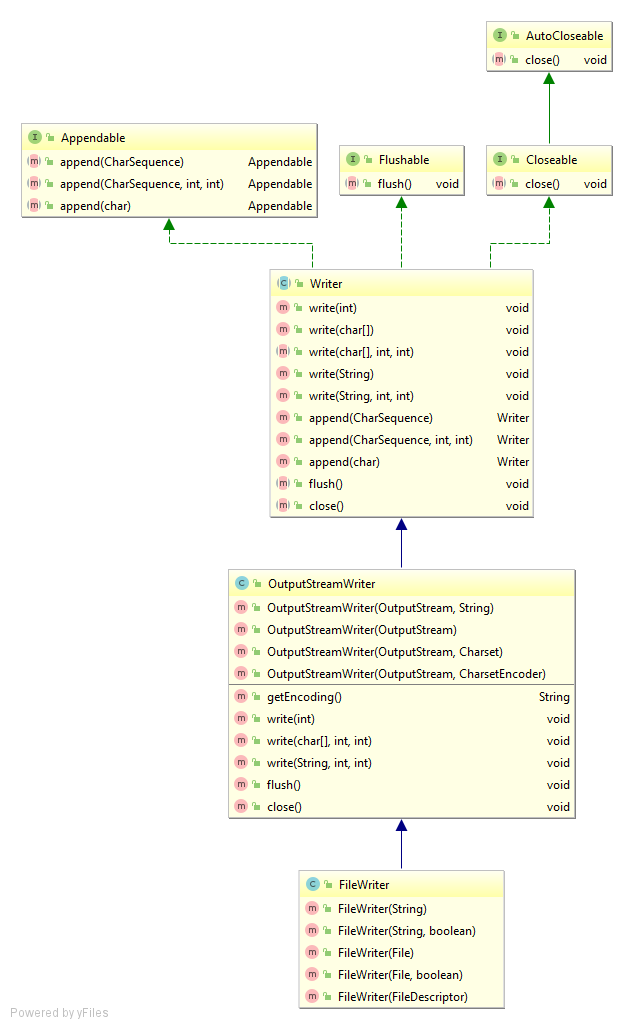 AutoCloseable
close() void
Appendable
append(CharSequence) Appendable
append(CharSequence, int, int) Appendable
append(char) Appendable
Flushable
flush() void
Closeable
close() void
Writer
write(int) void
write(char[]) void
write(char[], int, int) void
write(String) void
write(String, int, int) void
append(CharSequence) Writer
append(CharSequence, int, int) Writer
append(char) Writer
flush() void
close() void
OutputStreamWriter
OutputStreamWriter(OutputStream, String)
OutputStreamWriter(OutputStream)
OutputStreamWriter(OutputStream, Charset)
OutputStreamWriter(OutputStream, CharsetEncoder)
getEncoding() String
write(int) void
write(char[], int, int) void
write(String, int, int) void
flush() void
close() void
FileWriter
FileWriter(String)
FileWriter(String, boolean)
FileWriter(File)
FileWriter(File, boolean)
FileWriter(FileDescriptor)
Powered by yFiles